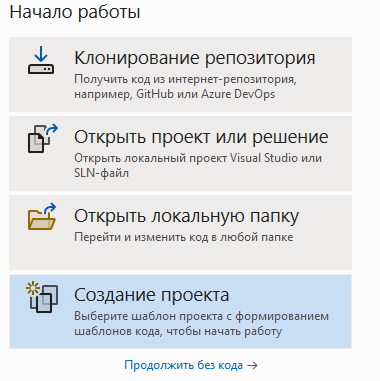 Начало работы
Клонирование репозитория
Получить код из интернет-репозитория,
например, GitHub или Azure DevOps
Открыть проект или решение
Открыть локальный проект Visual Studio или
SLN-файл
Открыть локальную папку
Перейти и изменить код в любой папке
Создание проекта
Выберите шаблон проекта с формированием
шаблонов кода, чтобы начать работу
Продолжить без кода →